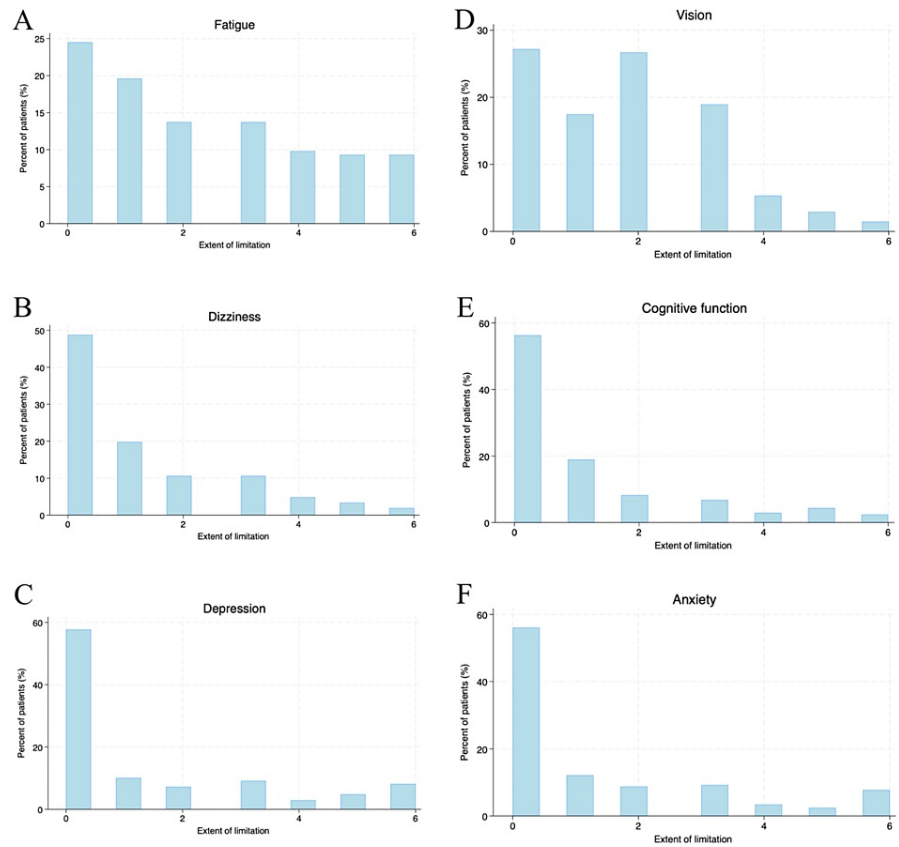 A
Fatigue
Percent of patients (%)
25
20
15
10
5
0
0 2 4 6
Extent of limitation
D
Vision
Percent of patients (%)
30
20
10
0
0 2 4 6
Extent of limitation
B
Dizziness
Percent of patients (%)
50
40
30
20
10
0
0 2 4 6
Extent of limitation
E
Cognitive function
Percent of patients (%)
60
40
20
0
0 2 4 6
Extent of limitation
C
Depression
Percent of patients (%)
60
40
20
0
0 2 4 6
Extent of limitation
F
Anxiety
Percent of patients (%)
60
40
20
0
0 2 4 6
Extent of limitation